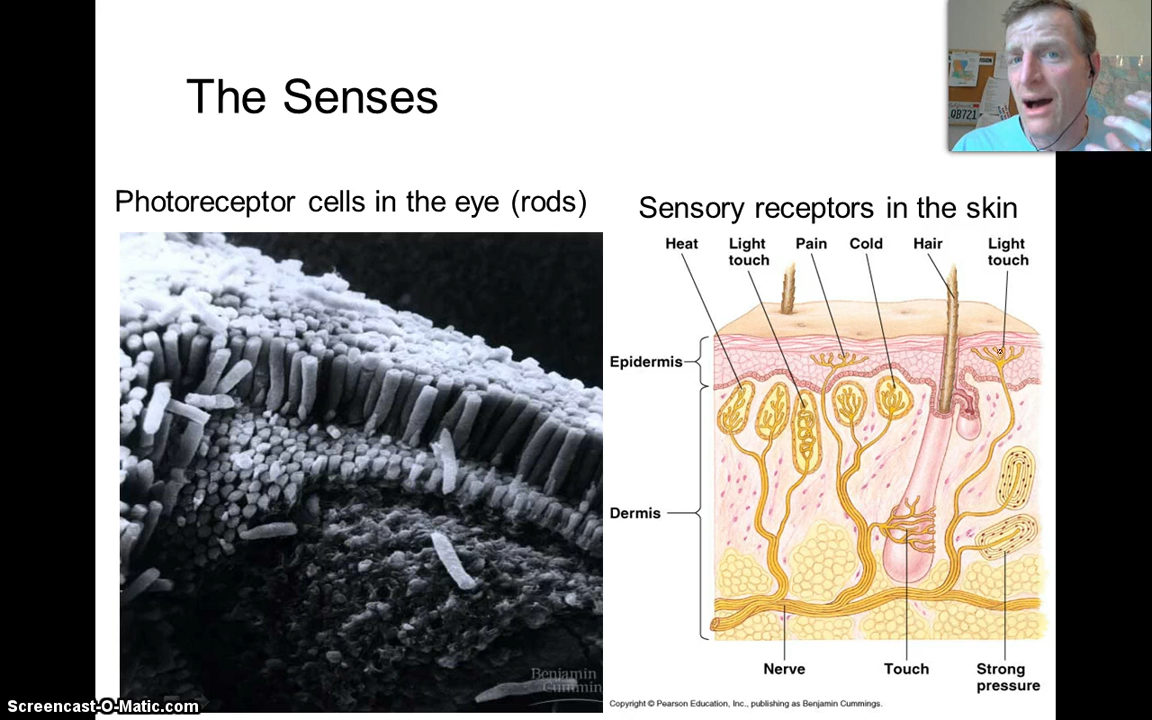 The Senses
Photoreceptor cells in the eye (rods)
Sensory receptors in the skin
Heat
Light
touch
Pain
Cold
Hair
Light
touch
Epidermis
Dermis
Nerve
Touch
Strong
pressure
Benjamin
Cummin
Copyright © Pearson Education, Inc., publishing as Benjamin Cummings.
QB721
Screencast-O-Matic.com